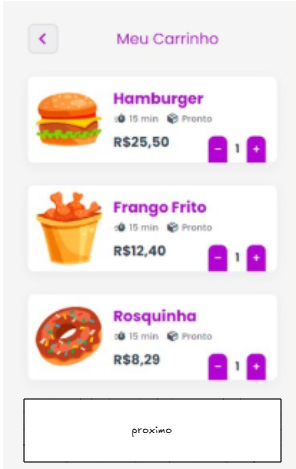 Meu Carrinho
Hamburger
15 min Pronto
R$25,50
- 1 +
Frango Frito
15 min Pronto
R$12,40
- 1 +
Rosquinha
15 min Pronto
R$8,29
- 1 +
proximo